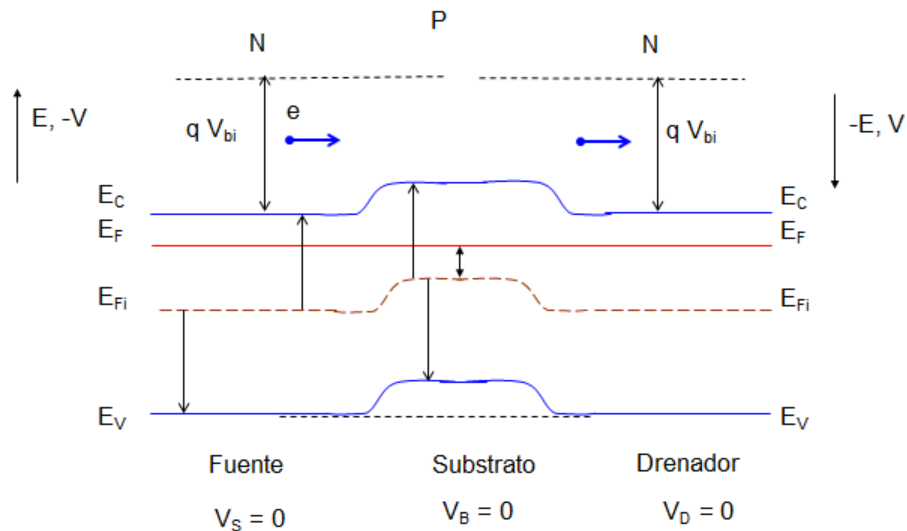 P
N
N
E, -V
q V_bi
e
q V_bi
-E, V
E_C
E_C
E_F
E_F
E_Fi
E_Fi
E_V
E_V
Fuente
Substrato
Drenador
V_S = 0
V_B = 0
V_D = 0